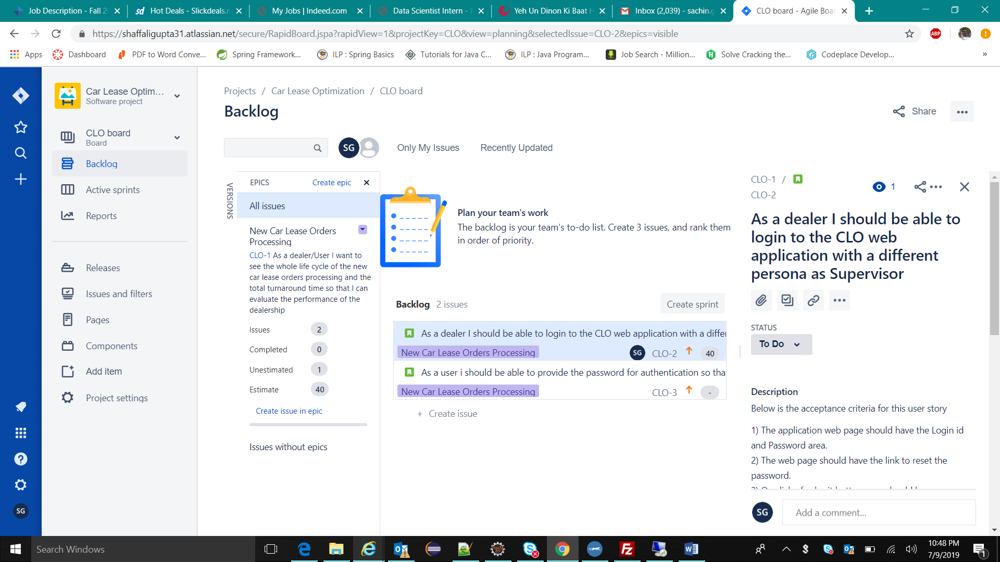 Job Description - Fall 2
Hot Deals - Slickdeals.n
My Jobs | Indeed.com
Data Scientist Intern -
Yeh Un Dinon Ki Baat H
Inbox (2,039) - sachin.g
CLO board - Agile Boar
https://shaffaligupta31.atlassian.net/secure/RapidBoard.jspa?rapidView=1&projectKey=CLO&view=planning&selectedIssue=CLO-2&epics=visible
ABP
Apps
Dashboard
PDF to Word Conve...
Spring Framework...
ILP : Spring Basics
Tutorials for Java C...
ILP : Java Program...
Job Search - Million...
Solve Cracking the...
Codeplace Develop...
»
Car Lease Optim...
Software project
CLO board
Board
Backlog
Active sprints
Reports
Releases
Issues and filters
Pages
Components
Add item
Project settings
SG
Projects / Car Lease Optimization / CLO board
Backlog
Share
SG
Only My Issues
Recently Updated
VERSIONS
EPICS
Create epic
All issues
New Car Lease Orders
Processing
CLO-1 As a dealer/User I want to
see the whole life cycle of the new
car lease orders processing and the
total turnaround time so that I can
evaluate the performance of the
dealership
Issues 2
Completed 0
Unestimated 1
Estimate 40
Create issue in epic
Issues without epics
Plan your team's work
The backlog is your team's to-do list. Create 3 issues, and rank them
in order of priority.
Backlog 2 issues
Create sprint
As a dealer I should be able to login to the CLO web application with a differ
New Car Lease Orders Processing
SG CLO-2 40
As a user i should be able to provide the password for authentication so tha
New Car Lease Orders Processing
CLO-3 -
+ Create issue
CLO-1 /
CLO-2
1
As a dealer I should be able to
login to the CLO web
application with a different
persona as Supervisor
STATUS
To Do
Description
Below is the acceptance criteria for this user story
1) The application web page should have the Login id
and Password area.
2) The web page should have the link to reset the
password.
SG
Add a comment...
Search Windows
10:48 PM
7/9/2019
1